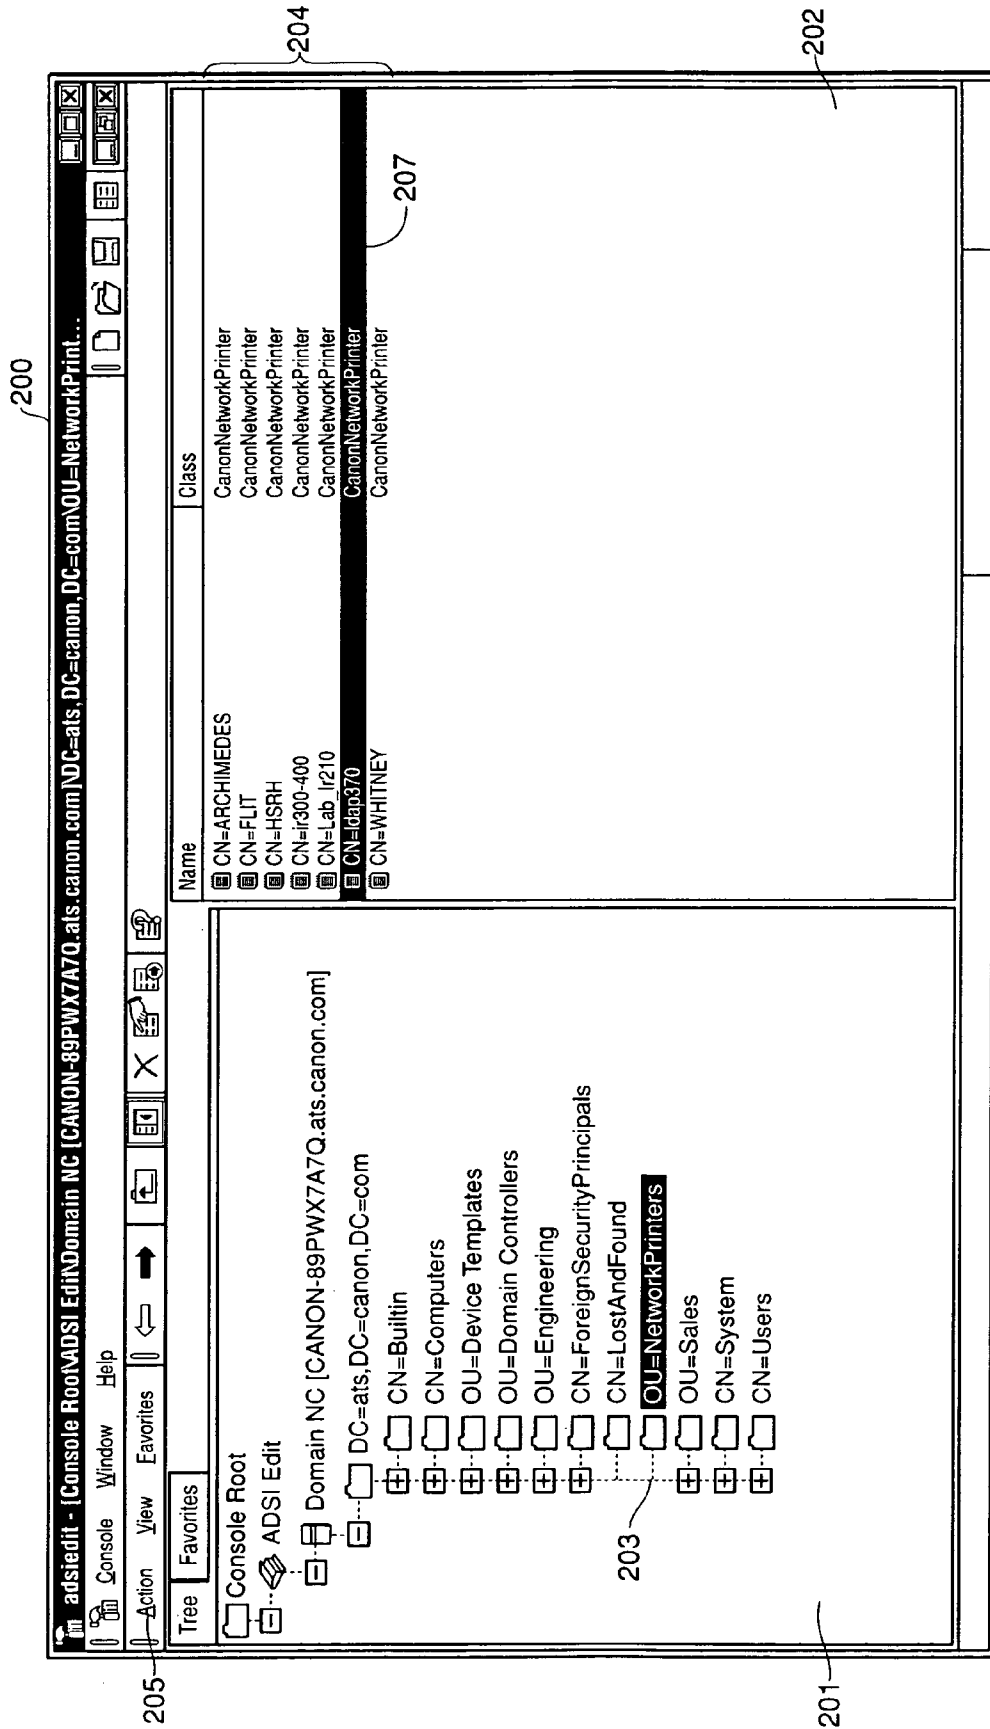 200
adsiedit - [Console Root\ADSI Edit\Domain NC [CANON-89PWX7A7Q.ats.canon.com]\DC=ats,DC=canon,DC=com\OU=NetworkPrint...
Console Window Help
205
Action View Favorites
Tree Favorites
Name Class
204
Console Root
ADSI Edit
Domain NC [CANON-89PWX7A7Q.ats.canon.com]
DC=ats,DC=canon,DC=com
CN=Builtin
CN=Computers
OU=Device Templates
OU=Domain Controllers
OU=Engineering
CN=ForeignSecurityPrincipals
CN=LostAndFound
OU=NetworkPrinters
OU=Sales
CN=System
CN=Users
203
201
CN=ARCHIMEDES CanonNetworkPrinter
CN=FLIT CanonNetworkPrinter
CN=HSRH CanonNetworkPrinter
CN=ir300-400 CanonNetworkPrinter
CN=Lab_Ir210 CanonNetworkPrinter
CN=ldap370 CanonNetworkPrinter
CN=WHITNEY CanonNetworkPrinter
207
202